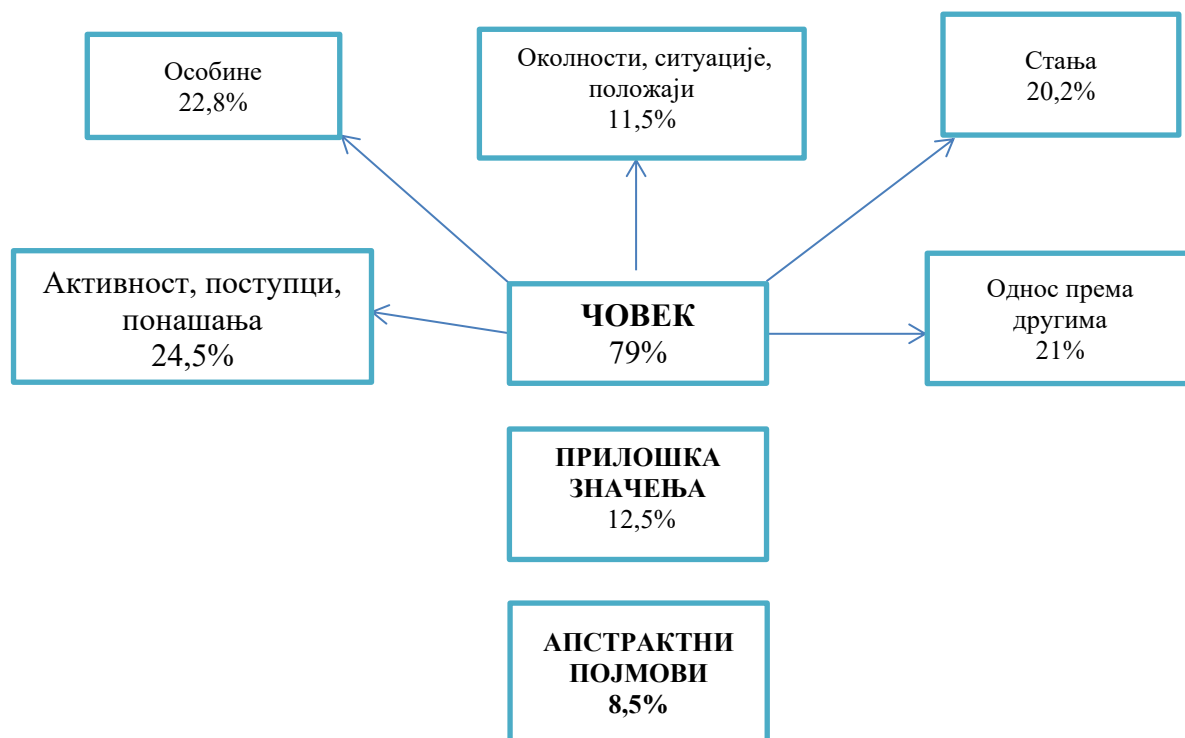 Особине
22,8%
Околности, ситуације,
положаји
11,5%
Стања
20,2%
Активност, поступци,
понашања
24,5%
ЧОВЕК
79%
Однос према
другима
21%
ПРИЛОШКА
ЗНАЧЕЊА
12,5%
АПСТРАКТНИ
ПОЈМОВИ
8,5%